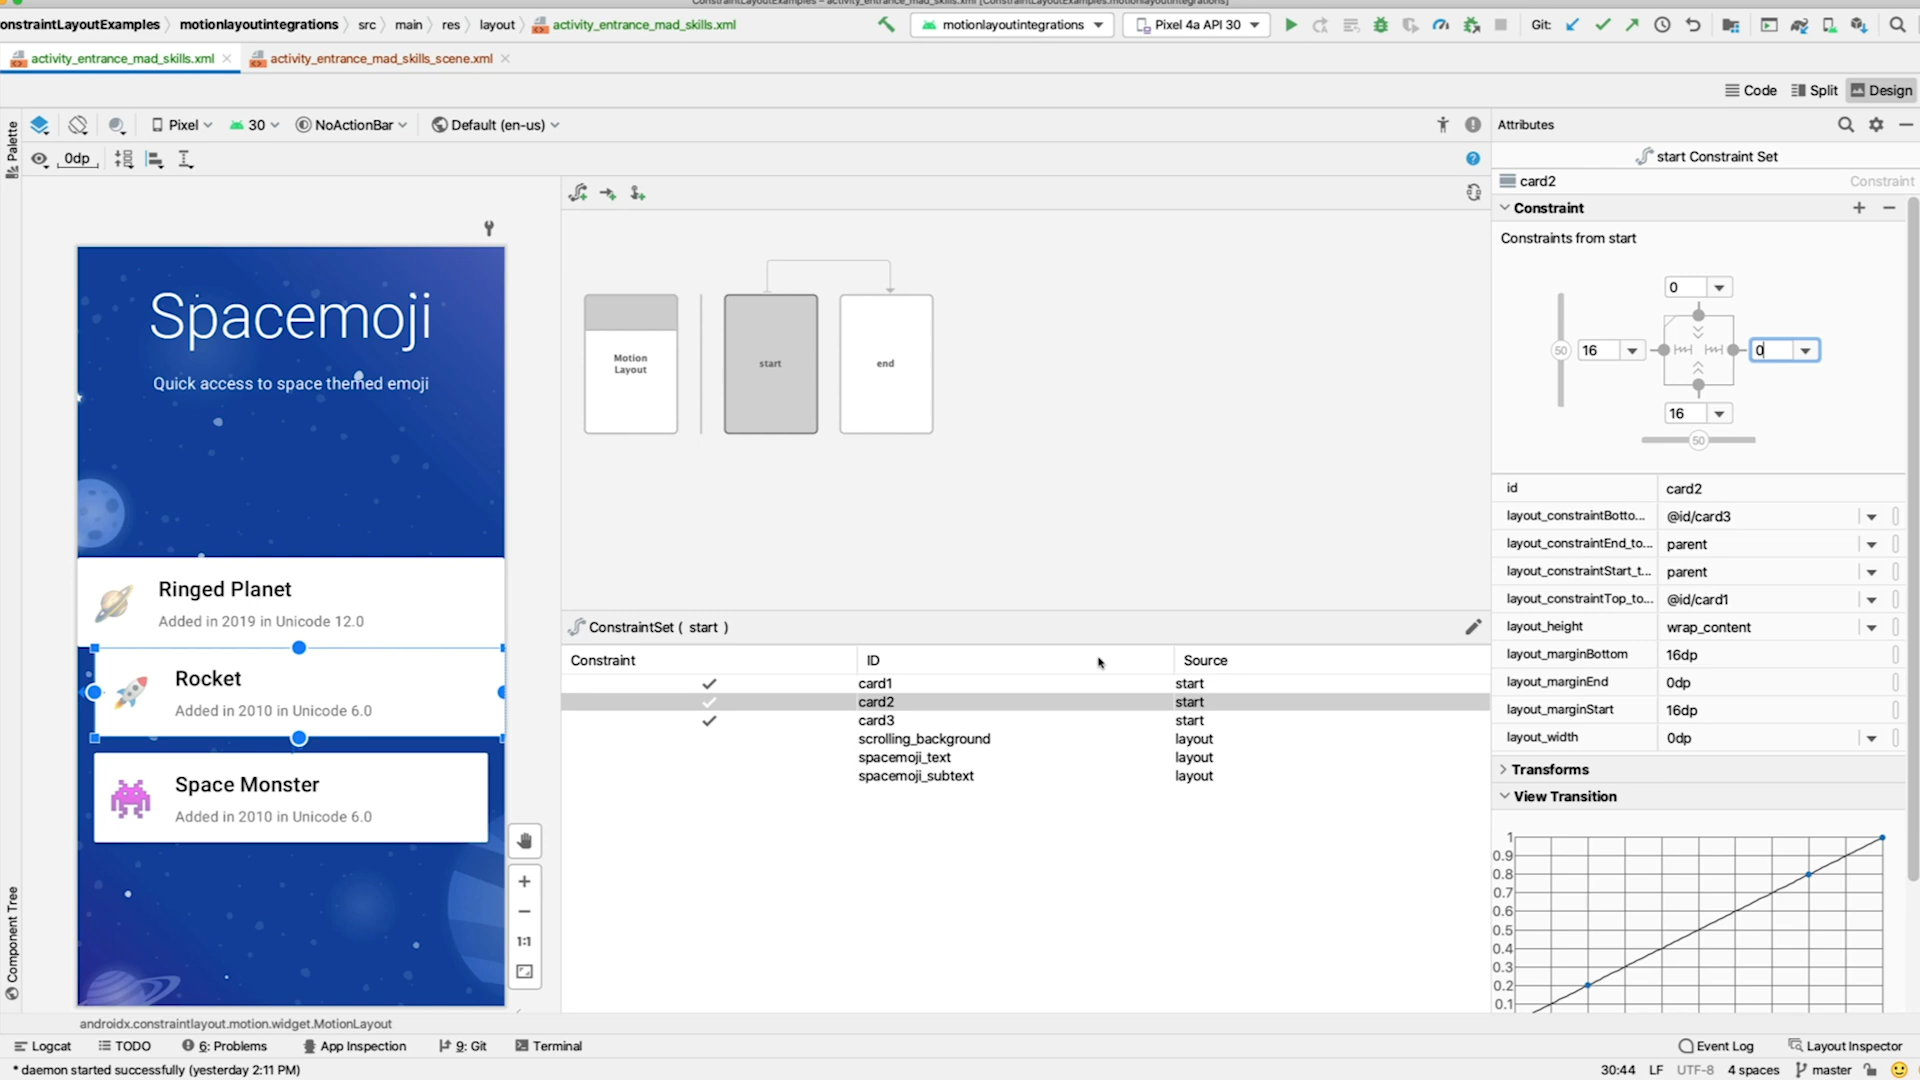 ConstraintLayoutExamples – activity_entrance_mad_skills.xml [ConstraintLayoutExamples.motionlayoutintegrations]
onstraintLayoutExamples motionlayoutintegrations src main res layout activity_entrance_mad_skills.xml motionlayoutintegrations Pixel 4a API 30 Git:
activity_entrance_mad_skills.xml activity_entrance_mad_skills_scene.xml
Code Split Design
Palette
Pixel 30 NoActionBar Default (en-us) Attributes
0dp
start Constraint Set
card2 Constraint
Constraint
Constraints from start
0
50 16 0
16
50
Spacemoji
Quick access to space themed emoji
Ringed Planet
Added in 2019 in Unicode 12.0
Rocket
Added in 2010 in Unicode 6.0
Space Monster
Added in 2010 in Unicode 6.0
1:1
Motion
Layout
start
end
ConstraintSet ( start )
Constraint ID Source
card1 start
card2 start
card3 start
scrolling_background layout
spacemoji_text layout
spacemoji_subtext layout
id card2
layout_constraintBotto... @id/card3
layout_constraintEnd_to... parent
layout_constraintStart_t... parent
layout_constraintTop_to... @id/card1
layout_height wrap_content
layout_marginBottom 16dp
layout_marginEnd 0dp
layout_marginStart 16dp
layout_width 0dp
Transforms
View Transition
1
0.9
0.8
0.7
0.6
0.5
0.4
0.3
0.2
0.1
Component Tree
androidx.constraintlayout.motion.widget.MotionLayout
Logcat TODO 6: Problems App Inspection 9: Git Terminal Event Log Layout Inspector
* daemon started successfully (yesterday 2:11 PM) 30:44 LF UTF-8 4 spaces master